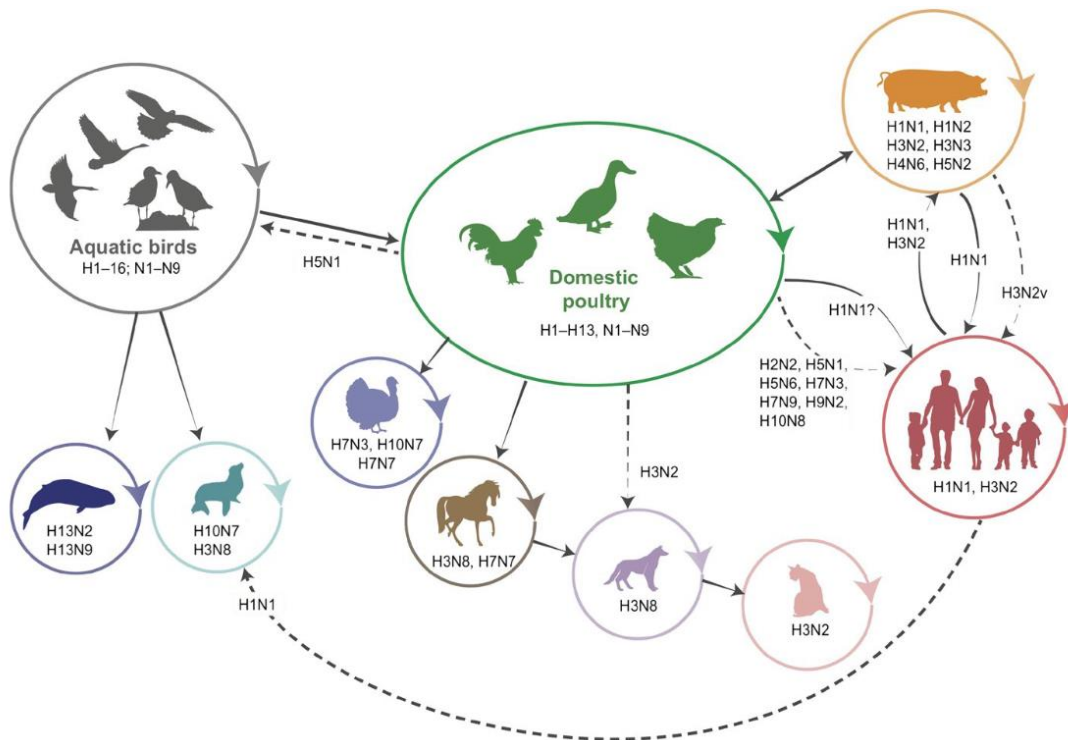 Aquatic birds
H1–16; N1–N9
H5N1
Domestic
poultry
H1–H13, N1–N9
H1N1, H1N2
H3N2, H3N3
H4N6, H5N2
H1N1,
H3N2
H1N1
H3N2v
H1N1?
H2N2, H5N1,
H5N6, H7N3,
H7N9, H9N2,
H10N8
H1N1, H3N2
H7N3, H10N7
H7N7
H3N2
H13N2
H13N9
H10N7
H3N8
H3N8, H7N7
H3N8
H3N2
H1N1